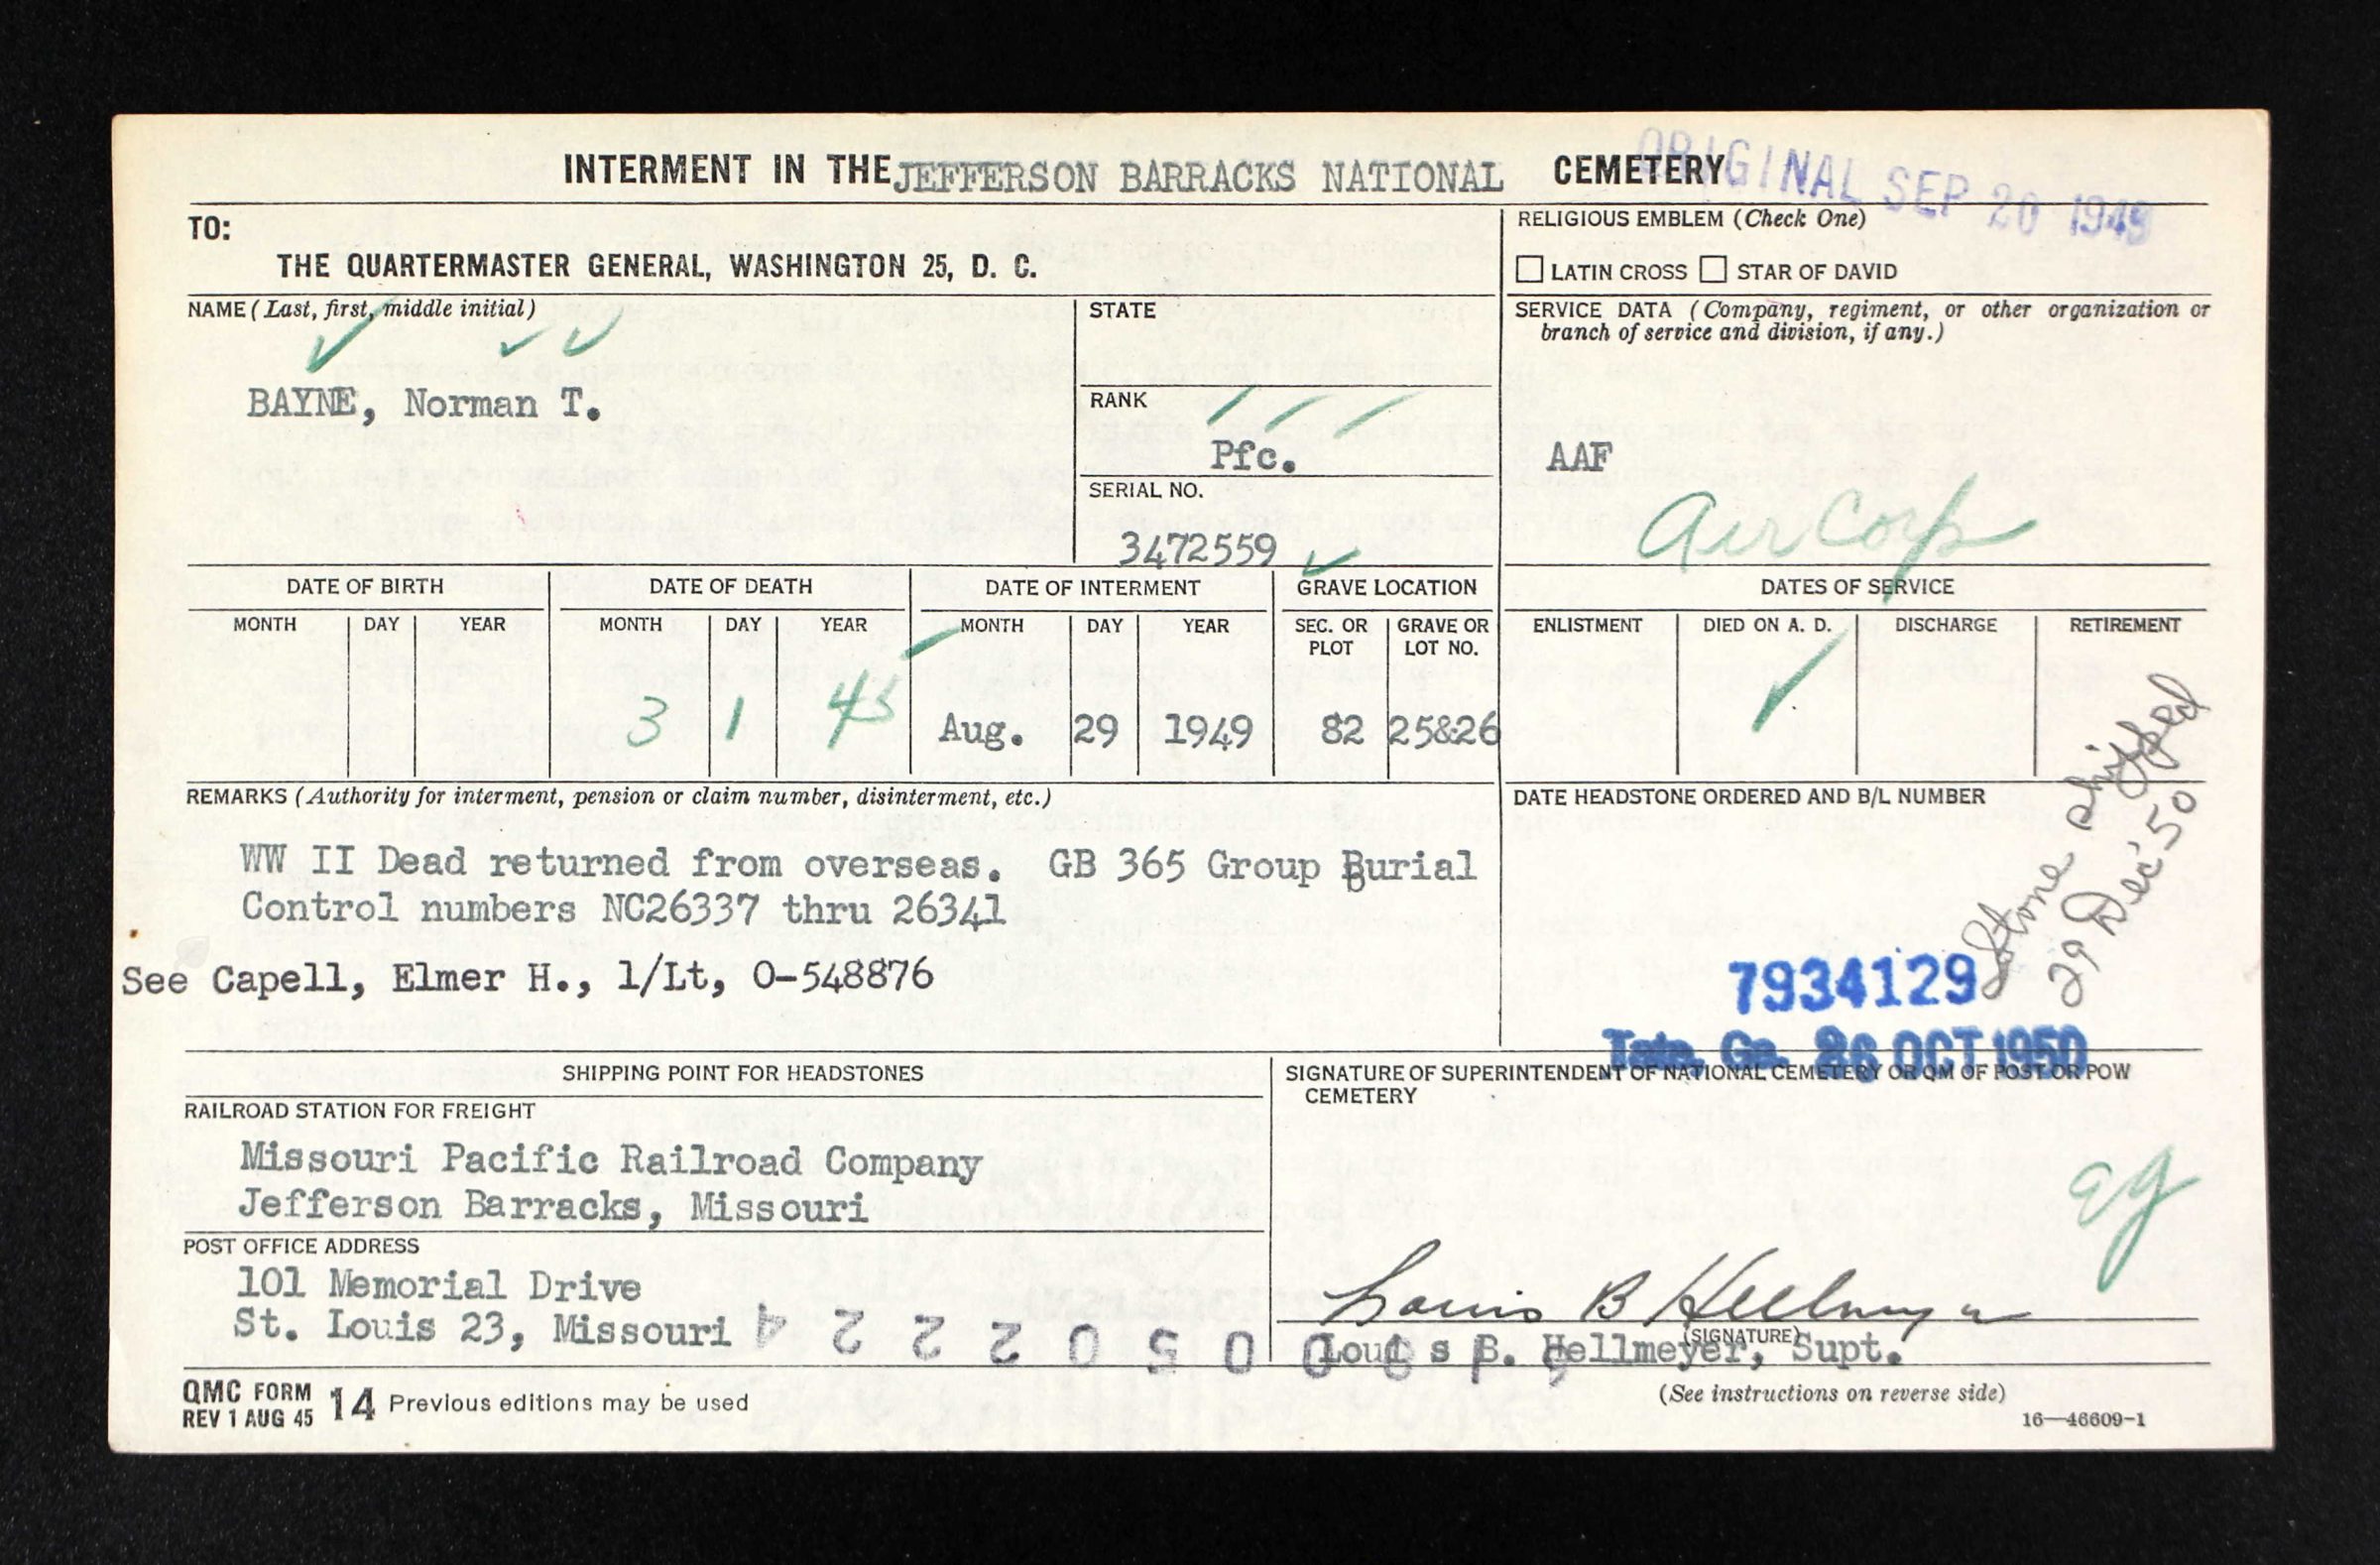 INTERMENT IN THE JEFFERSON BARRACKS NATIONAL CEMETERY
ORIGINAL SEP 20 1949
TO:
THE QUARTERMASTER GENERAL, WASHINGTON 25, D. C.
RELIGIOUS EMBLEM (Check One)
LATIN CROSS STAR OF DAVID
NAME (Last, first, middle initial)
BAYNE, Norman T.
STATE
RANK
Pfc.
SERIAL NO.
3472559
SERVICE DATA (Company, regiment, or other organization or
branch of service and division, if any.)
AAF
Air Corp
DATE OF BIRTH DATE OF DEATH DATE OF INTERMENT GRAVE LOCATION DATES OF SERVICE
MONTH DAY YEAR MONTH DAY YEAR MONTH DAY YEAR SEC. OR PLOT GRAVE OR LOT NO. ENLISTMENT DIED ON A. D. DISCHARGE RETIREMENT
3 1 45 Aug. 29 1949 82 25&26
REMARKS (Authority for interment, pension or claim number, disinterment, etc.)
WW II Dead returned from overseas. GB 365 Group Burial
Control numbers NC26337 thru 26341
See Capell, Elmer H., 1/Lt, O-548876
DATE HEADSTONE ORDERED AND B/L NUMBER
Stone shipped
29 Dec '50
7934129
Tate, Ga. 26 OCT 1950
SHIPPING POINT FOR HEADSTONES
RAILROAD STATION FOR FREIGHT
Missouri Pacific Railroad Company
Jefferson Barracks, Missouri
POST OFFICE ADDRESS
101 Memorial Drive
St. Louis 23, Missouri
SIGNATURE OF SUPERINTENDENT OF NATIONAL CEMETERY OR QM OF POST OR POW
CEMETERY
eg
Louis B Hellmeyer
(SIGNATURE)
Loui s B. Hellmeyer, Supt.
QMC FORM 14 Previous editions may be used
REV 1 AUG 45
(See instructions on reverse side)
16—46609-1